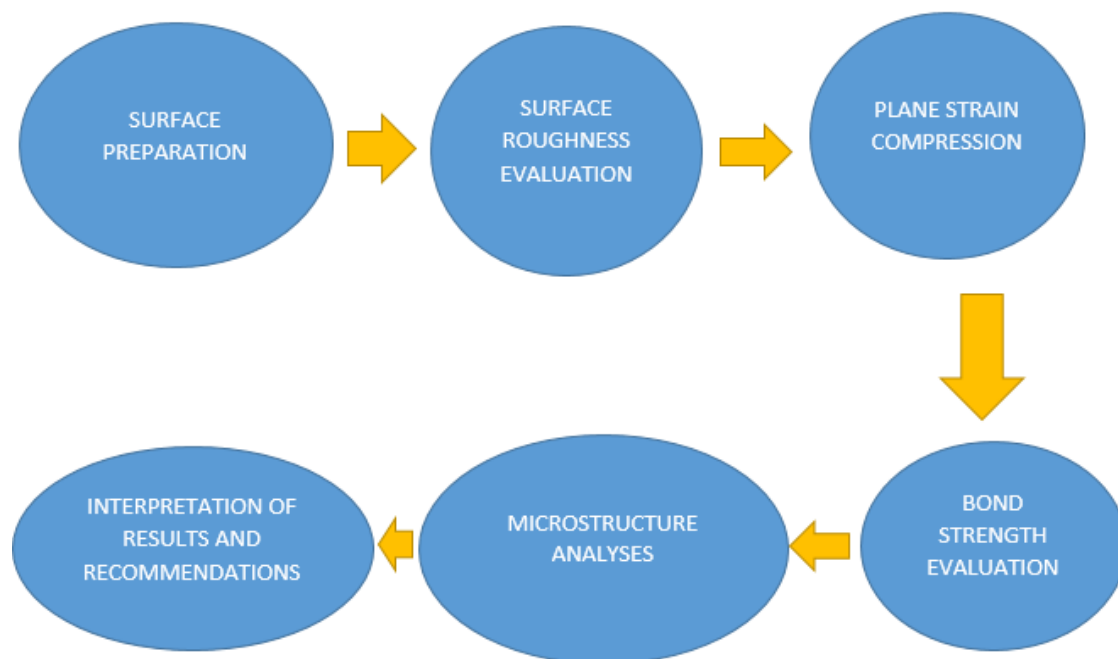 SURFACE
PREPARATION
SURFACE
ROUGHNESS
EVALUATION
PLANE STRAIN
COMPRESSION
BOND
STRENGTH
EVALUATION
MICROSTRUCTURE
ANALYSES
INTERPRETATION OF
RESULTS AND
RECOMMENDATIONS